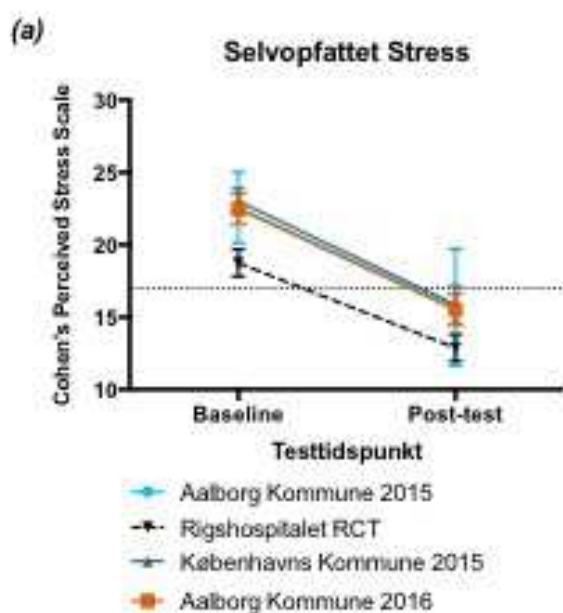 (a)
Selvopfattet Stress
Cohen's Perceived Stress Scale
30
25
20
15
10
Baseline Post-test
Testtidspunkt
Aalborg Kommune 2015
Rigshospitalet RCT
Københavns Kommune 2015
Aalborg Kommune 2016